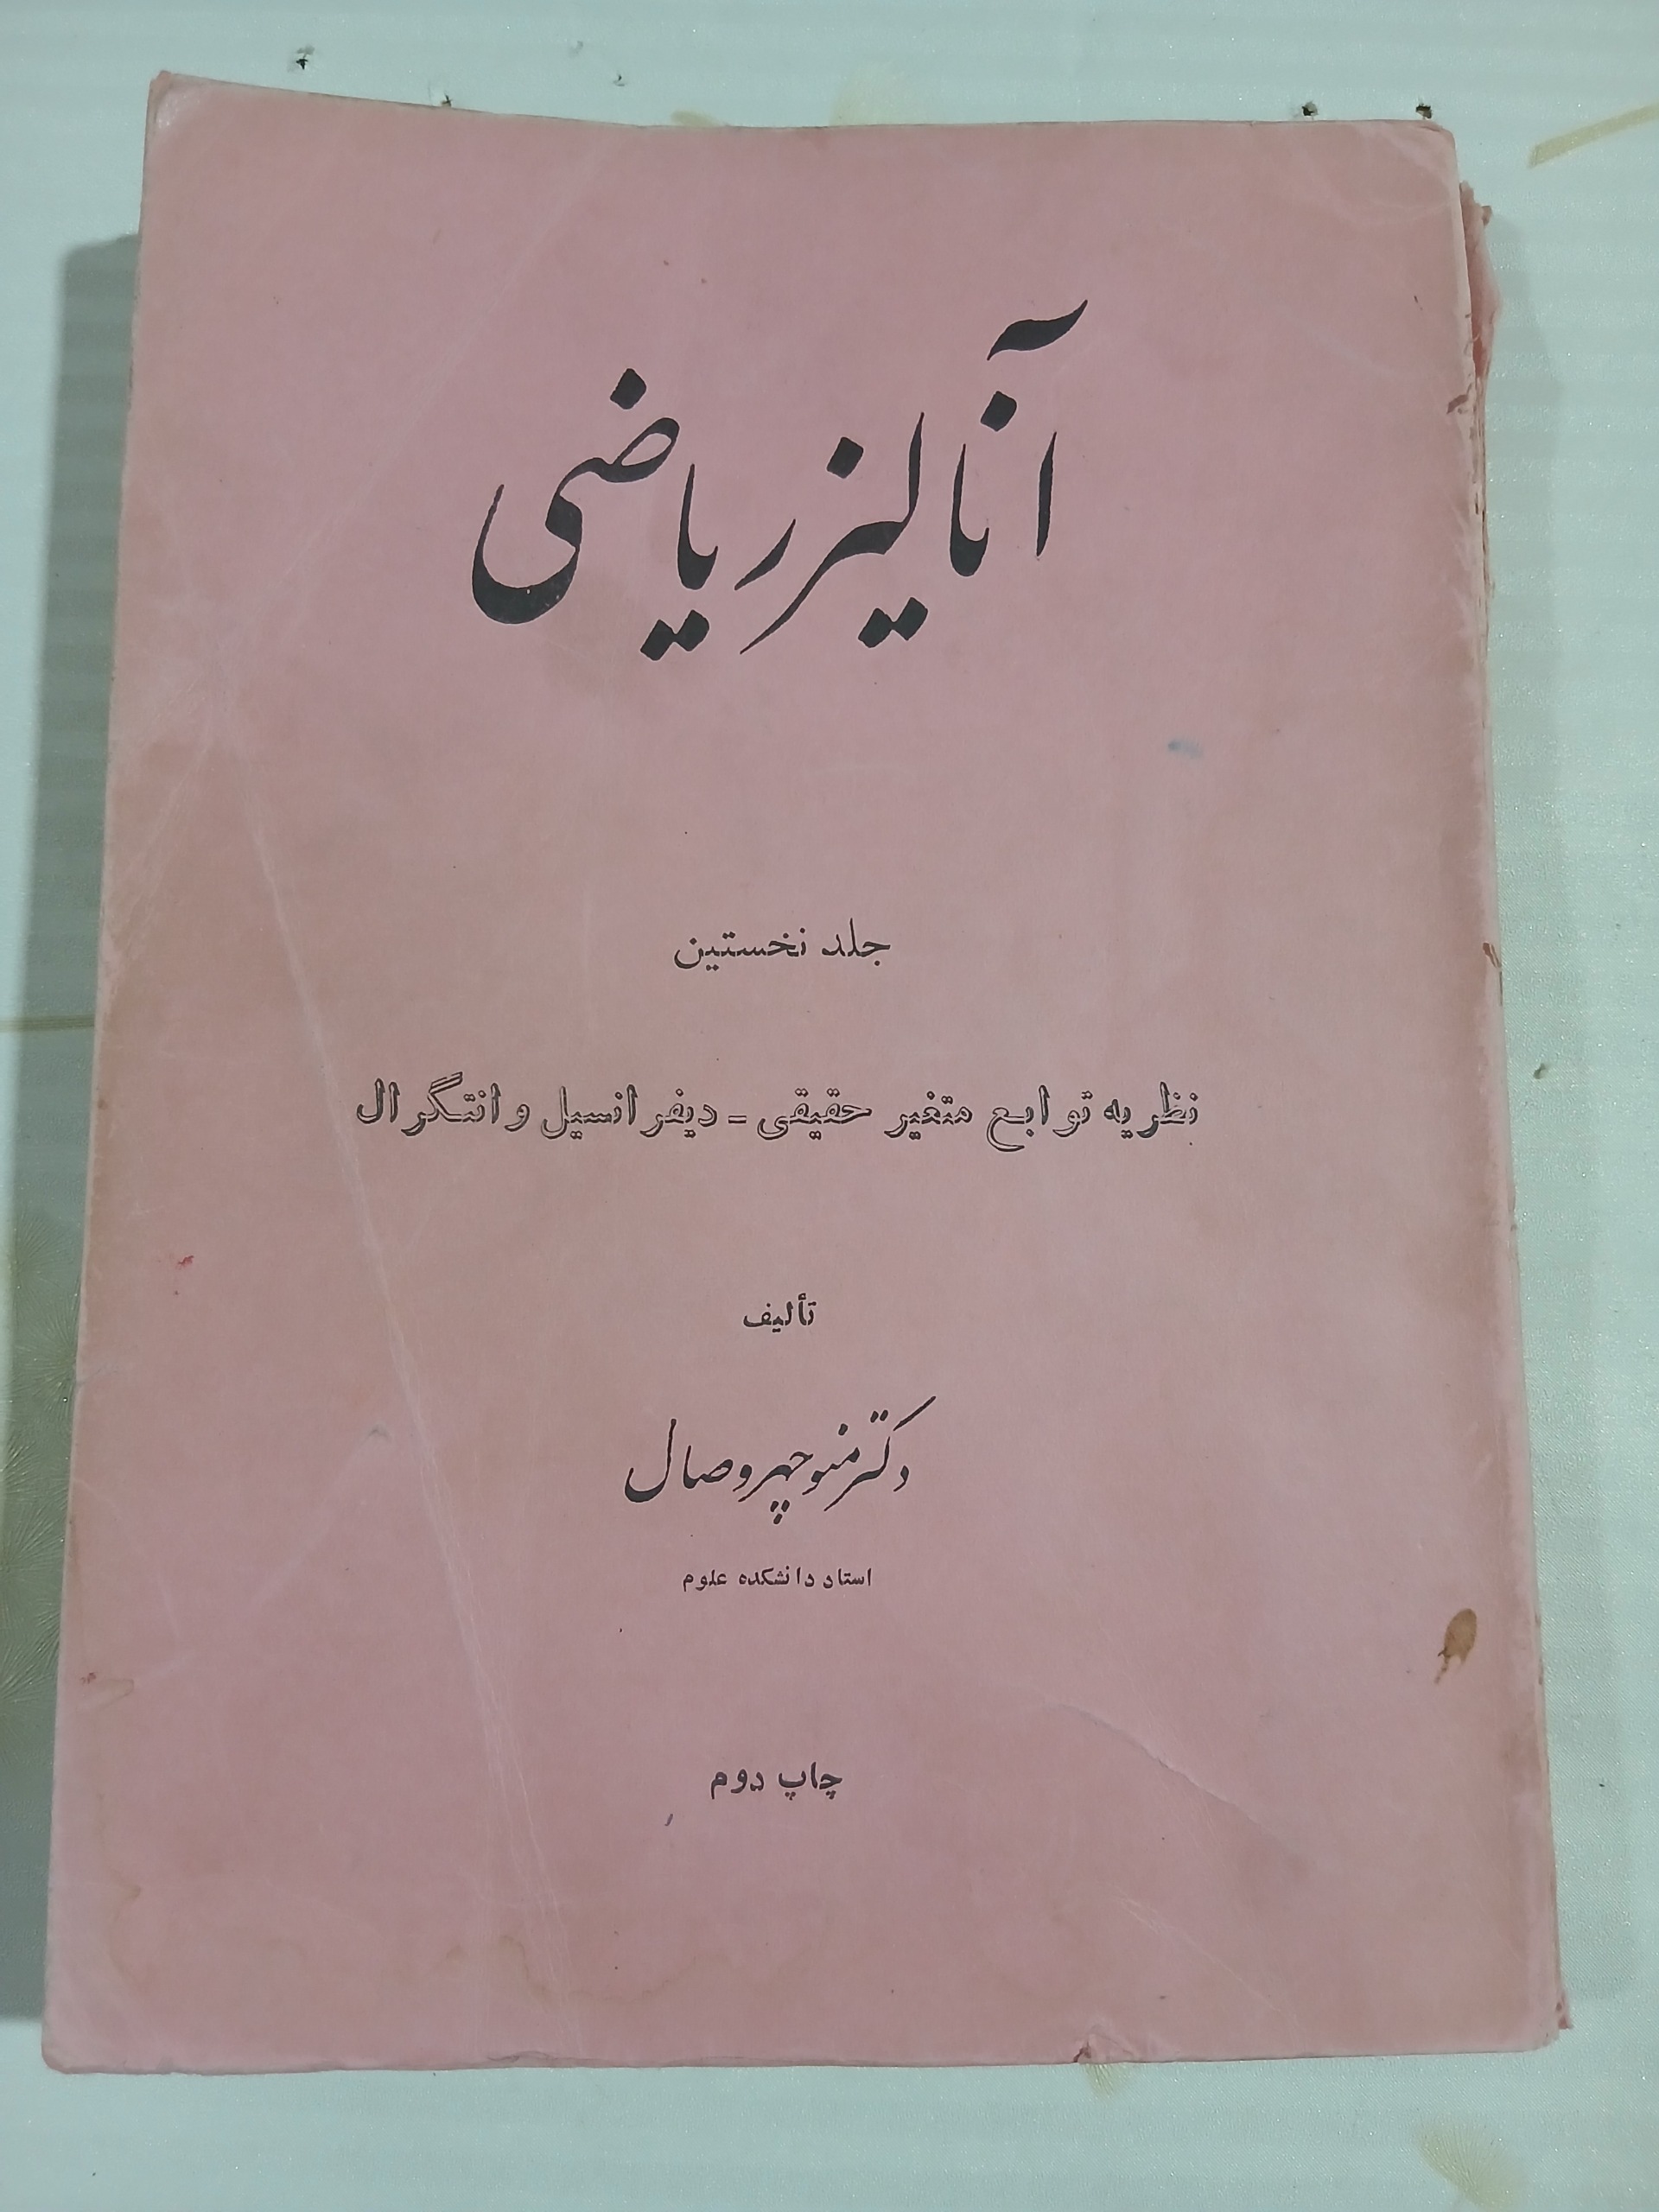 آنالیز ریاضی
جلد نخستین
نظریه توابع متغیر حقیقی - دیفرانسیل و انتگرال
تألیف
دکتر منوچهر وصال
استاد دانشکده علوم
چاپ دوم